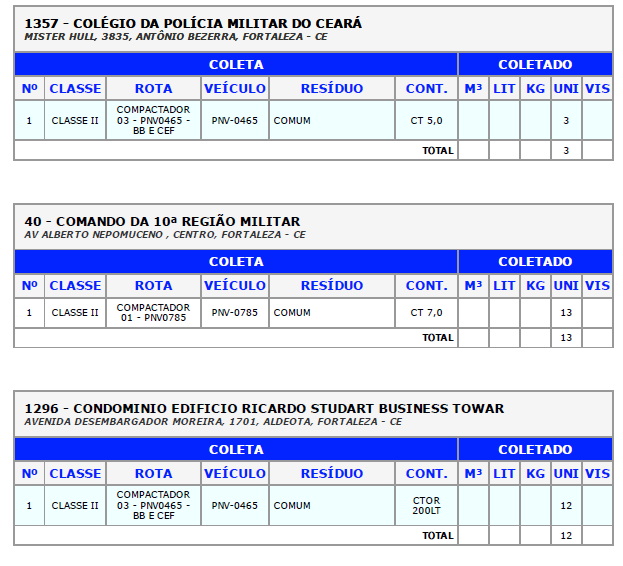 1357 - COLÉGIO DA POLÍCIA MILITAR DO CEARÁ
MISTER HULL, 3835, ANTÔNIO BEZERRA, FORTALEZA - CE
COLETA COLETADO
Nº CLASSE ROTA VEÍCULO RESÍDUO CONT. M³ LIT KG UNI VIS
1 CLASSE II COMPACTADOR 03 - PNV0465 - BB E CEF PNV-0465 COMUM CT 5,0 3
TOTAL 3
40 - COMANDO DA 10ª REGIÃO MILITAR
AV ALBERTO NEPOMUCENO , CENTRO, FORTALEZA - CE
COLETA COLETADO
Nº CLASSE ROTA VEÍCULO RESÍDUO CONT. M³ LIT KG UNI VIS
1 CLASSE II COMPACTADOR 01 - PNV0785 PNV-0785 COMUM CT 7,0 13
TOTAL 13
1296 - CONDOMINIO EDIFICIO RICARDO STUDART BUSINESS TOWAR
AVENIDA DESEMBARGADOR MOREIRA, 1701, ALDEOTA, FORTALEZA - CE
COLETA COLETADO
Nº CLASSE ROTA VEÍCULO RESÍDUO CONT. M³ LIT KG UNI VIS
1 CLASSE II COMPACTADOR 03 - PNV0465 - BB E CEF PNV-0465 COMUM CTOR 200LT 12
TOTAL 12